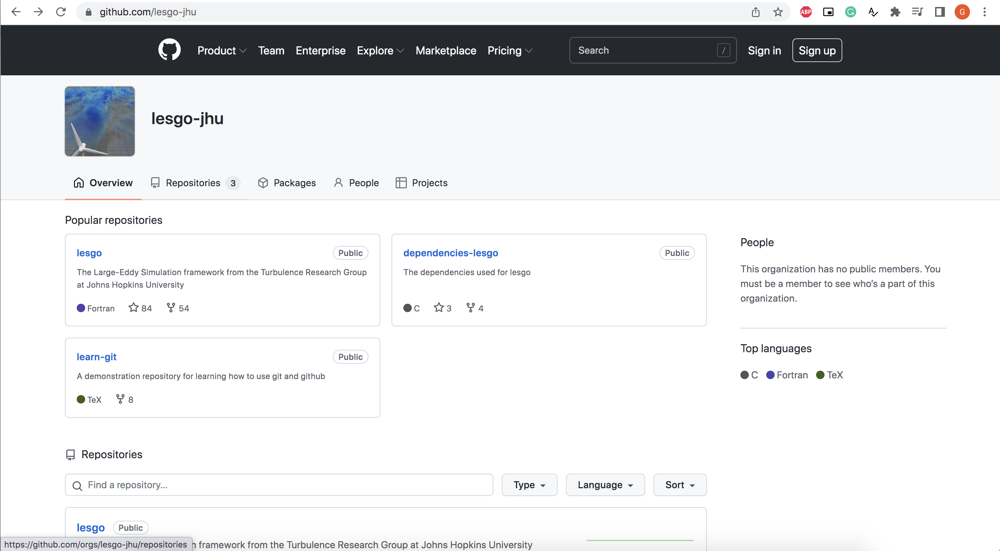 github.com/lesgo-jhu
ABP
G
Product Team Enterprise Explore Marketplace Pricing Search / Sign in Sign up
lesgo-jhu
Overview Repositories 3 Packages People Projects
Popular repositories
lesgo Public
The Large-Eddy Simulation framework from the Turbulence Research Group
at Johns Hopkins University
Fortran 84 54
dependencies-lesgo Public
The dependencies used for lesgo
C 3 4
learn-git Public
A demonstration repository for learning how to use git and github
TeX 8
People
This organization has no public members. You
must be a member to see who’s a part of this
organization.
Top languages
C Fortran TeX
Repositories
Find a repository... Type Language Sort
lesgo Public
framework from the Turbulence Research Group at Johns Hopkins University
https://github.com/orgs/lesgo-jhu/repositories